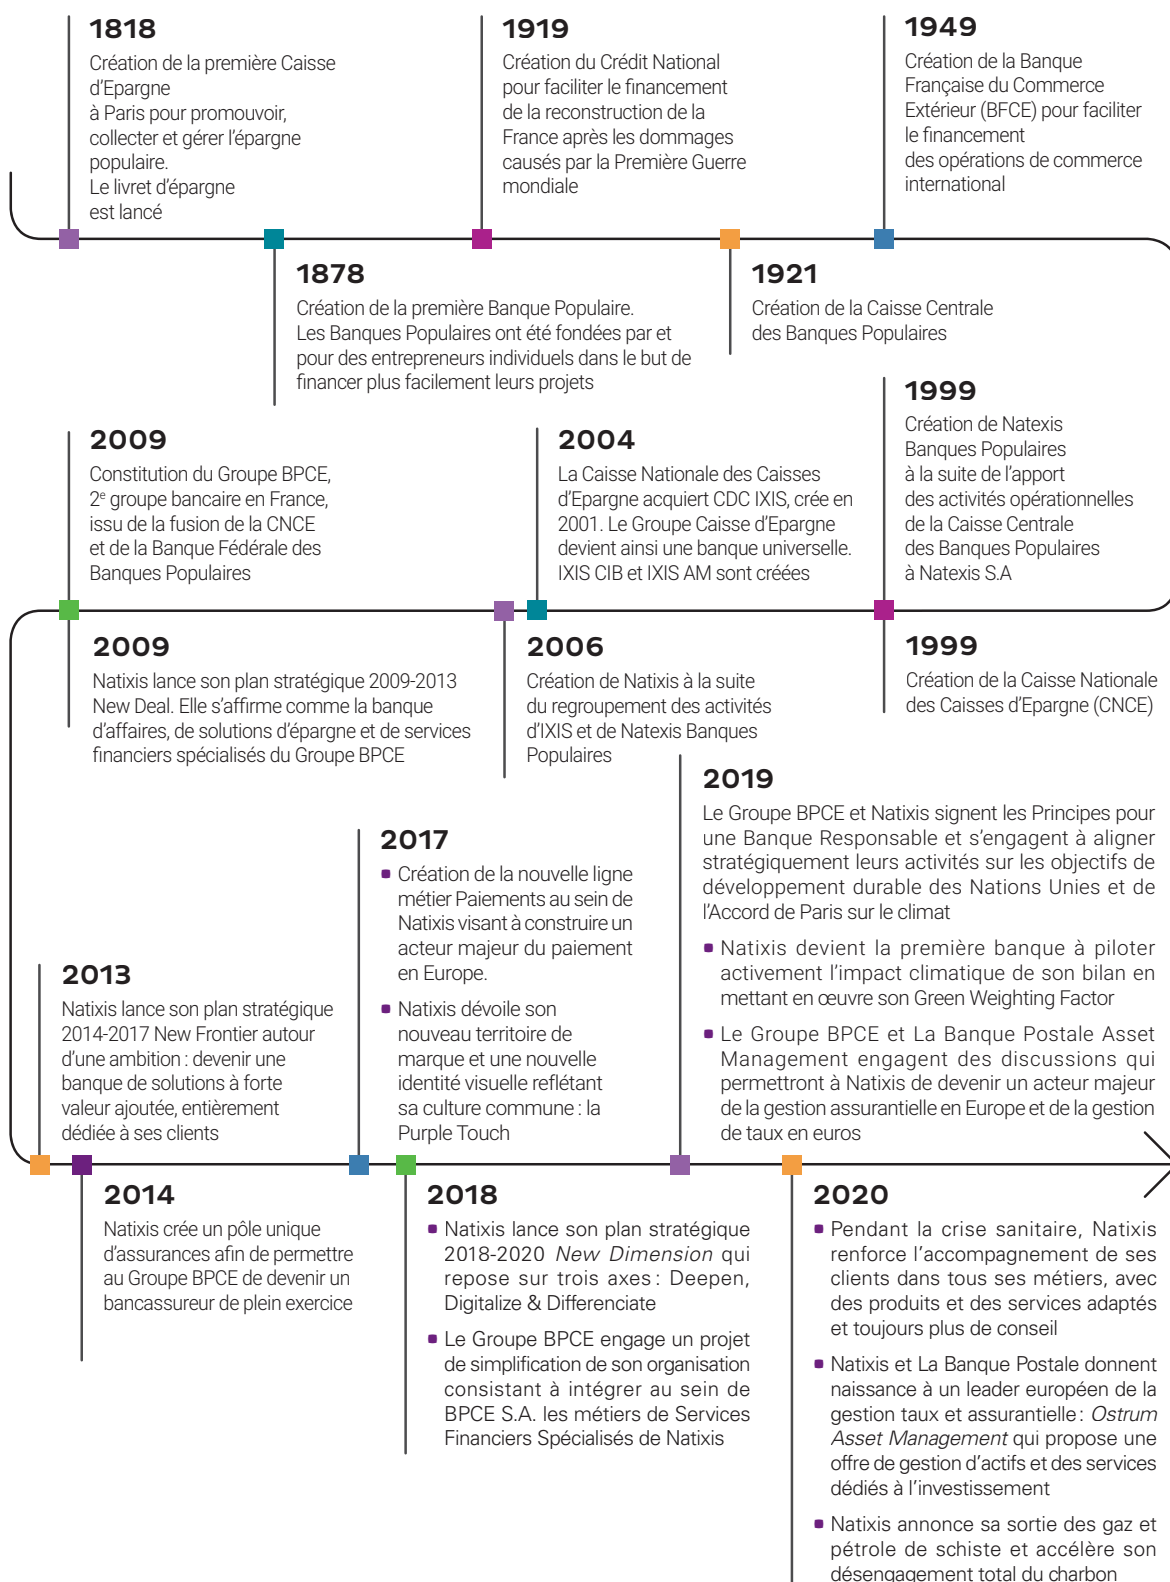 1818
Création de la première Caisse
d'Epargne
à Paris pour promouvoir,
collecter et gérer l'épargne
populaire.
Le livret d'épargne
est lancé
1878
Création de la première Banque Populaire.
Les Banques Populaires ont été fondées par et
pour des entrepreneurs individuels dans le but de
financer plus facilement leurs projets
1919
Création du Crédit National
pour faciliter le financement
de la reconstruction de la
France après les dommages
causés par la Première Guerre
mondiale
1921
Création de la Caisse Centrale
des Banques Populaires
1949
Création de la Banque
Française du Commerce
Extérieur (BFCE) pour faciliter
le financement
des opérations de commerce
international
1999
Création de Natexis
Banques Populaires
à la suite de l'apport
des activités opérationnelles
de la Caisse Centrale
des Banques Populaires
à Natexis S.A
1999
Création de la Caisse Nationale
des Caisses d'Epargne (CNCE)
2004
La Caisse Nationale des Caisses
d'Epargne acquiert CDC IXIS, crée en
2001. Le Groupe Caisse d'Epargne
devient ainsi une banque universelle.
IXIS CIB et IXIS AM sont créées
2006
Création de Natixis à la suite
du regroupement des activités
d'IXIS et de Natexis Banques
Populaires
2009
Constitution du Groupe BPCE,
2e groupe bancaire en France,
issu de la fusion de la CNCE
et de la Banque Fédérale des
Banques Populaires
2009
Natixis lance son plan stratégique 2009-2013
New Deal. Elle s'affirme comme la banque
d'affaires, de solutions d'épargne et de services
financiers spécialisés du Groupe BPCE
2013
Natixis lance son plan stratégique
2014-2017 New Frontier autour
d'une ambition : devenir une
banque de solutions à forte
valeur ajoutée, entièrement
dédiée à ses clients
2014
Natixis crée un pôle unique
d'assurances afin de permettre
au Groupe BPCE de devenir un
bancassureur de plein exercice
2017
Création de la nouvelle ligne
métier Paiements au sein de
Natixis visant à construire un
acteur majeur du paiement
en Europe.
Natixis dévoile son
nouveau territoire de
marque et une nouvelle
identité visuelle reflétant
sa culture commune : la
Purple Touch
2018
Natixis lance son plan stratégique
2018-2020 New Dimension qui
repose sur trois axes : Deepen,
Digitalize & Differenciate
Le Groupe BPCE engage un projet
de simplification de son organisation
consistant à intégrer au sein de
BPCE S.A. les métiers de Services
Financiers Spécialisés de Natixis
2019
Le Groupe BPCE et Natixis signent les Principes pour
une Banque Responsable et s'engagent à aligner
stratégiquement leurs activités sur les objectifs de
développement durable des Nations Unies et de
l'Accord de Paris sur le climat
Natixis devient la première banque à piloter
activement l'impact climatique de son bilan en
mettant en œuvre son Green Weighting Factor
Le Groupe BPCE et La Banque Postale Asset
Management engagent des discussions qui
permettront à Natixis de devenir un acteur majeur
de la gestion assurantielle en Europe et de la gestion
de taux en euros
2020
Pendant la crise sanitaire, Natixis
renforce l'accompagnement de ses
clients dans tous ses métiers, avec
des produits et des services adaptés
et toujours plus de conseil
Natixis et La Banque Postale donnent
naissance à un leader européen de la
gestion taux et assurantielle : Ostrum
Asset Management qui propose une
offre de gestion d'actifs et des services
dédiés à l'investissement
Natixis annonce sa sortie des gaz et
pétrole de schiste et accélère son
désengagement total du charbon